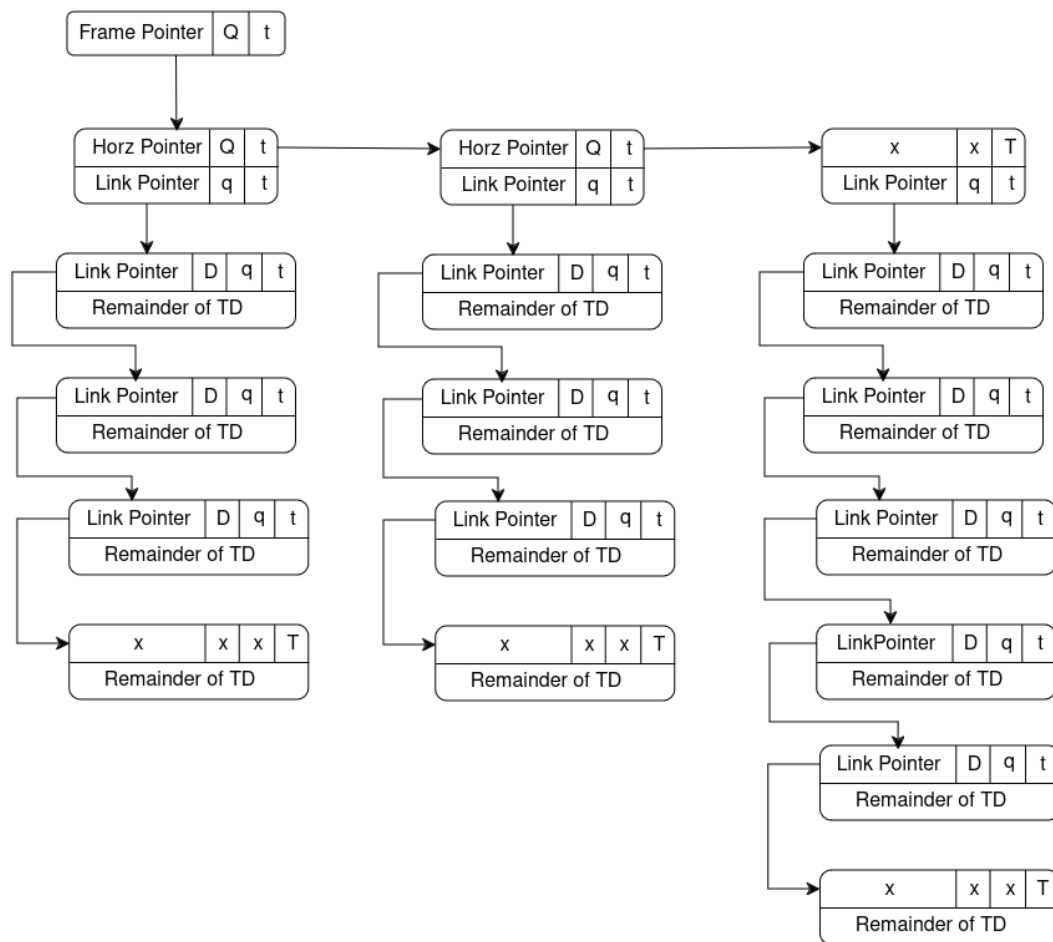 Frame Pointer Q t
Horz Pointer Q t
Link Pointer q t
Horz Pointer Q t
Link Pointer q t
x x T
Link Pointer q t
Link Pointer D q t
Remainder of TD
Link Pointer D q t
Remainder of TD
Link Pointer D q t
Remainder of TD
Link Pointer D q t
Remainder of TD
Link Pointer D q t
Remainder of TD
Link Pointer D q t
Remainder of TD
Link Pointer D q t
Remainder of TD
Link Pointer D q t
Remainder of TD
Link Pointer D q t
Remainder of TD
x x x T
Remainder of TD
x x x T
Remainder of TD
LinkPointer D q t
Remainder of TD
Link Pointer D q t
Remainder of TD
x x x T
Remainder of TD